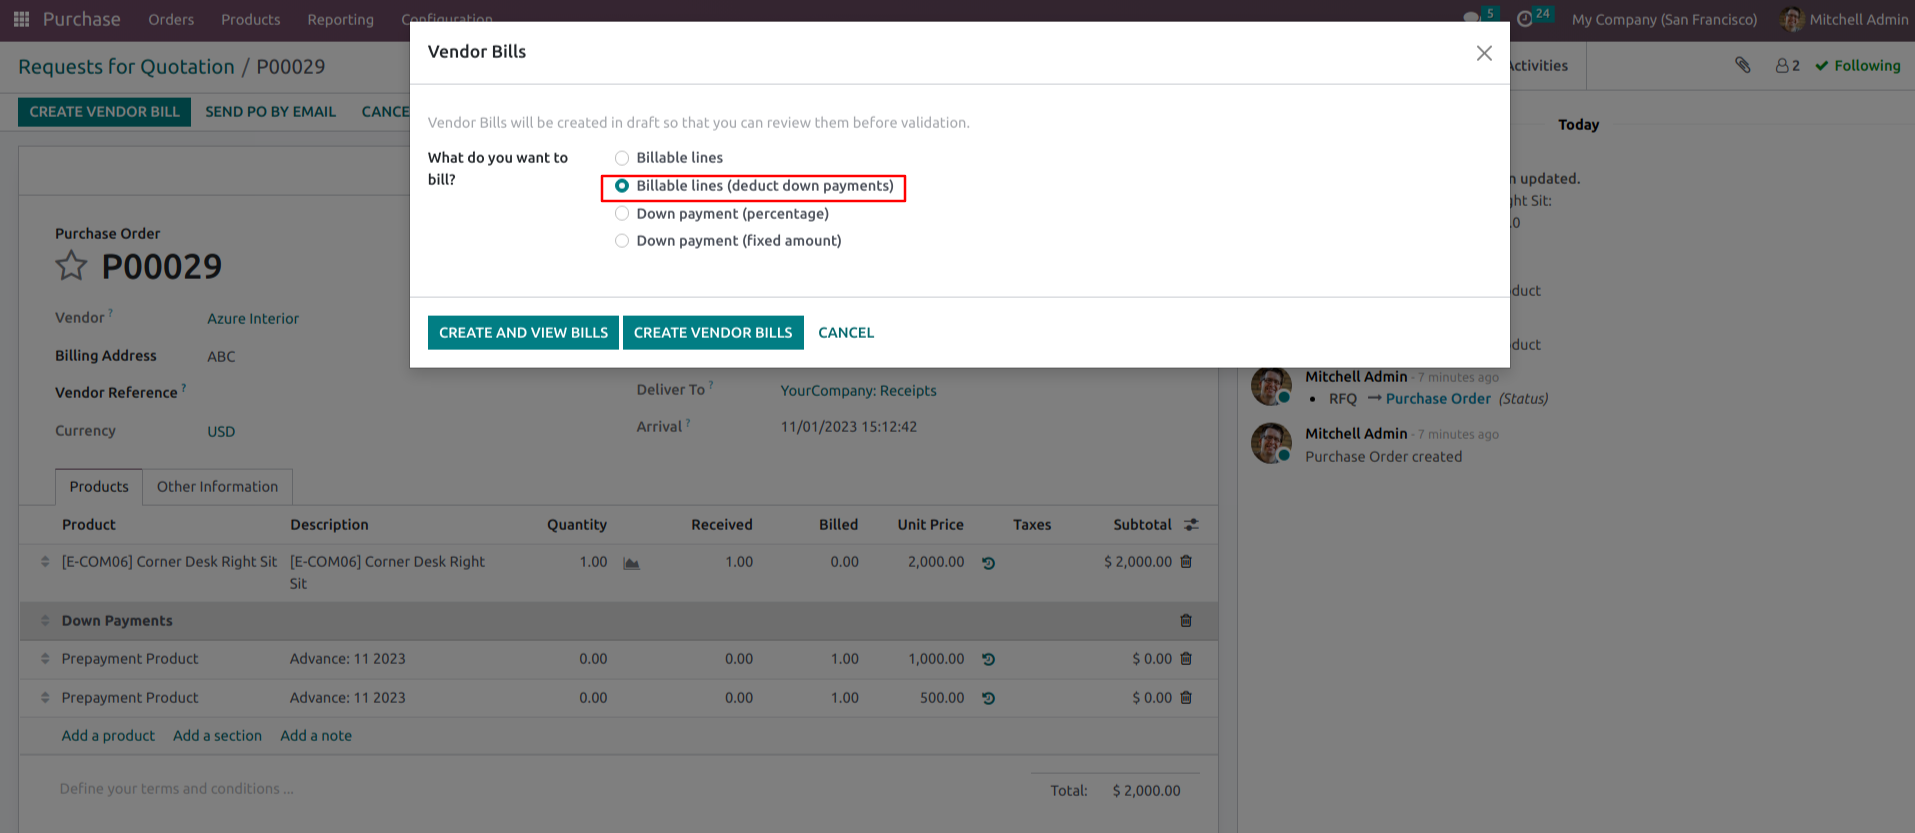 Purchase Orders Products Reporting Configuration 5 24 My Company (San Francisco) Mitchell Admin
Requests for Quotation / P00029
Activities 2 Following
CREATE VENDOR BILL SEND PO BY EMAIL CANCE
Vendor Bills
Vendor Bills will be created in draft so that you can review them before validation.
What do you want to
bill?
Billable lines
Billable lines (deduct down payments)
Down payment (percentage)
Down payment (fixed amount)
CREATE AND VIEW BILLS CREATE VENDOR BILLS CANCEL
Today
n updated.
ght Sit:
.0
duct
duct
Purchase Order
P00029
Vendor ? Azure Interior
Billing Address ABC
Vendor Reference ?
Currency USD
Deliver To ? YourCompany: Receipts
Arrival ? 11/01/2023 15:12:42
Mitchell Admin - 7 minutes ago
• RFQ → Purchase Order (Status)
Mitchell Admin - 7 minutes ago
Purchase Order created
Products Other Information
Product Description Quantity Received Billed Unit Price Taxes Subtotal
[E-COM06] Corner Desk Right Sit [E-COM06] Corner Desk Right 1.00 1.00 0.00 2,000.00 $ 2,000.00
Sit
Down Payments
Prepayment Product Advance: 11 2023 0.00 0.00 1.00 1,000.00 $ 0.00
Prepayment Product Advance: 11 2023 0.00 0.00 1.00 500.00 $ 0.00
Add a product Add a section Add a note
Define your terms and conditions ...
Total: $ 2,000.00